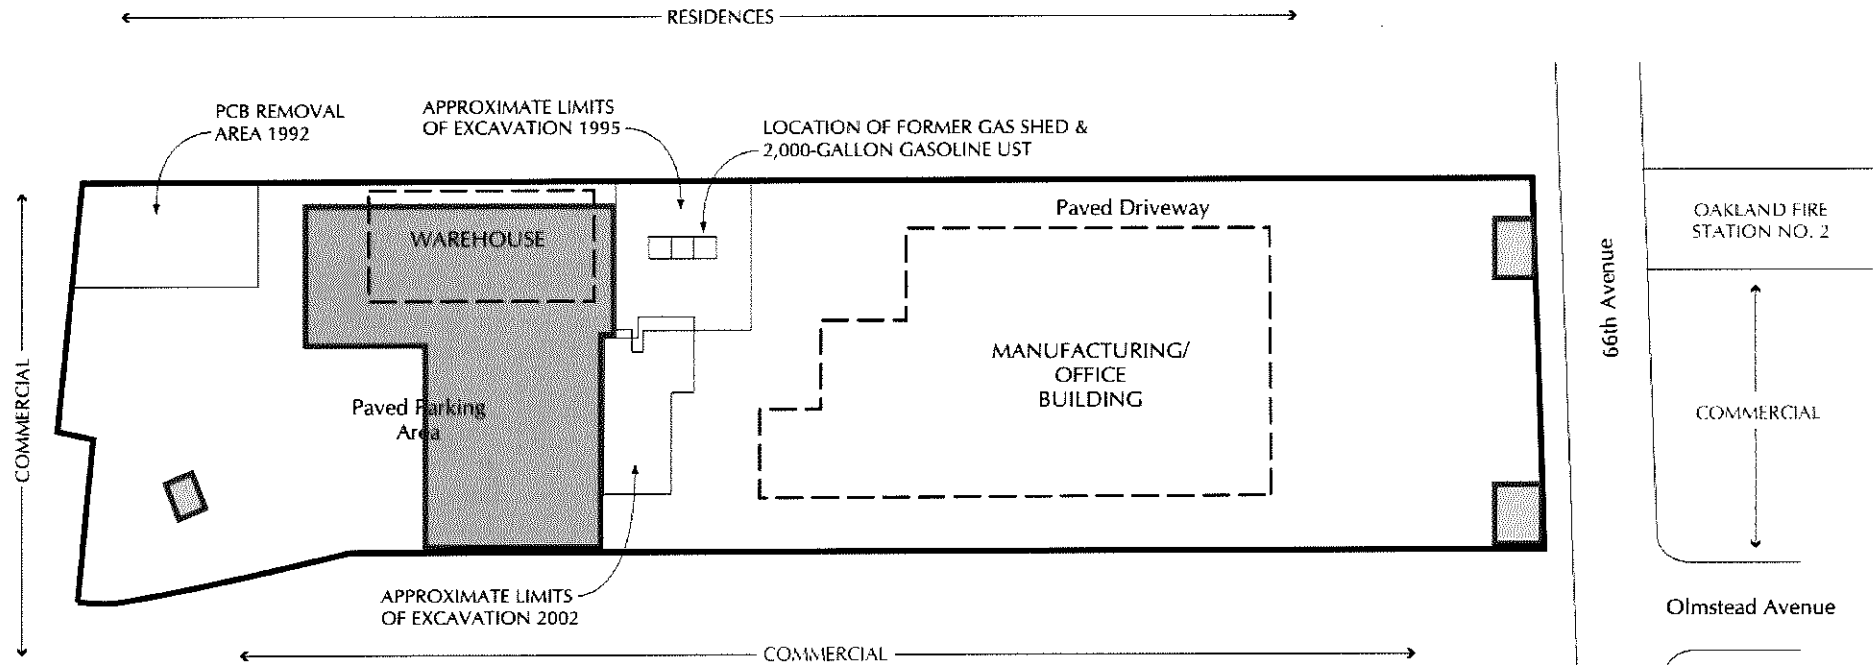 RESIDENCES
PCB REMOVAL
AREA 1992
APPROXIMATE LIMITS
OF EXCAVATION 1995
LOCATION OF FORMER GAS SHED &
2,000-GALLON GASOLINE UST
Paved Driveway
WAREHOUSE
OAKLAND FIRE
STATION NO. 2
66th Avenue
MANUFACTURING/
OFFICE
BUILDING
COMMERCIAL
Paved Parking
Area
COMMERCIAL
APPROXIMATE LIMITS
OF EXCAVATION 2002
Olmstead Avenue
COMMERCIAL